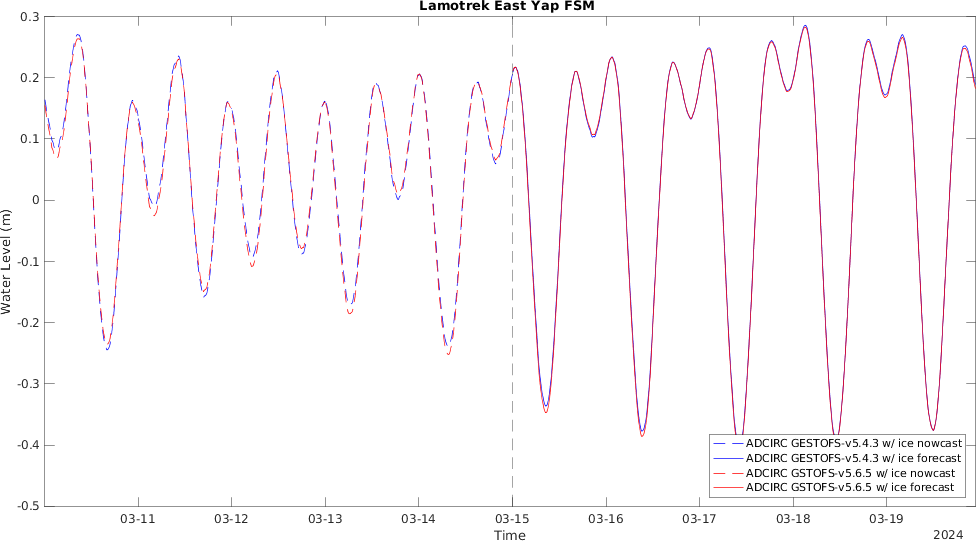 Lamotrek East Yap FSM
0.3
0.2
0.1
0
-0.1
-0.2
-0.3
-0.4
-0.5
Water Level (m)
ADCIRC GESTOFS-v5.4.3 w/ ice nowcast
ADCIRC GESTOFS-v5.4.3 w/ ice forecast
ADCIRC GSTOFS-v5.6.5 w/ ice nowcast
ADCIRC GSTOFS-v5.6.5 w/ ice forecast
03-11 03-12 03-13 03-14 03-15 03-16 03-17 03-18 03-19
Time
2024